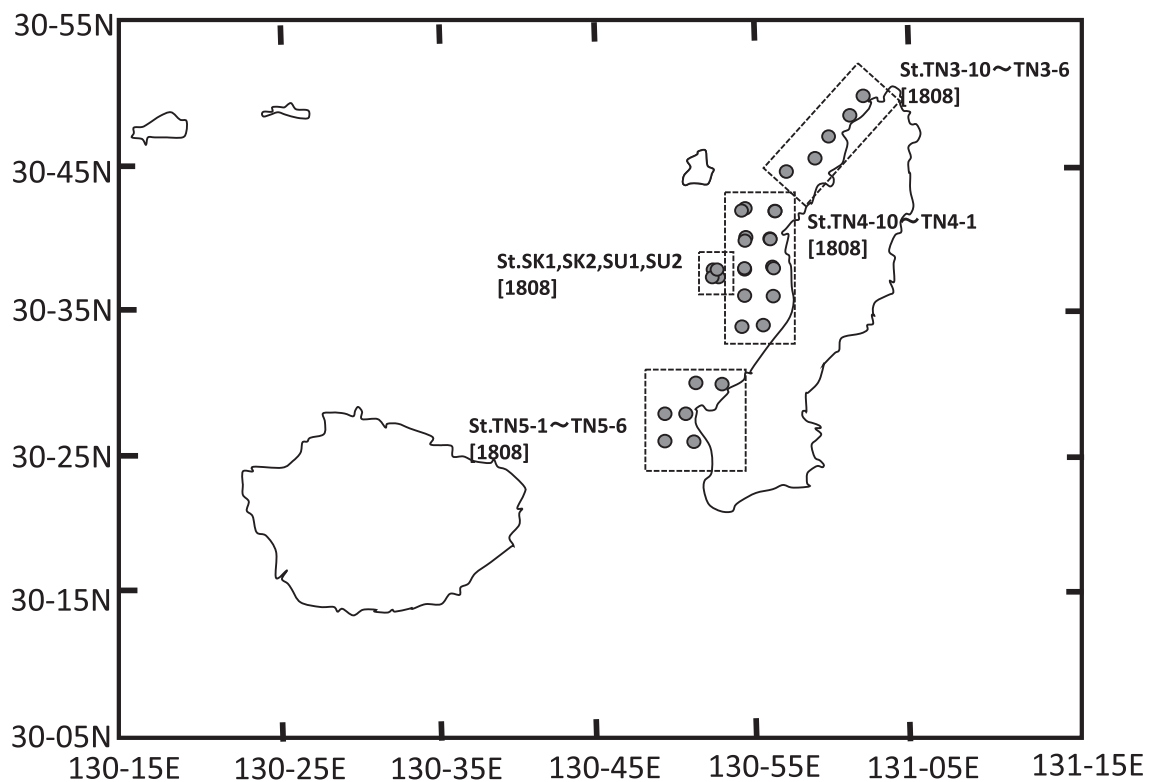 30-55N
St.TN3-10～TN3-6
[1808]
30-45N
St.TN4-10～TN4-1
[1808]
St.SK1,SK2,SU1,SU2
[1808]
30-35N
St.TN5-1～TN5-6
[1808]
30-25N
30-15N
30-05N
130-15E 130-25E 130-35E 130-45E 130-55E 131-05E 131-15E